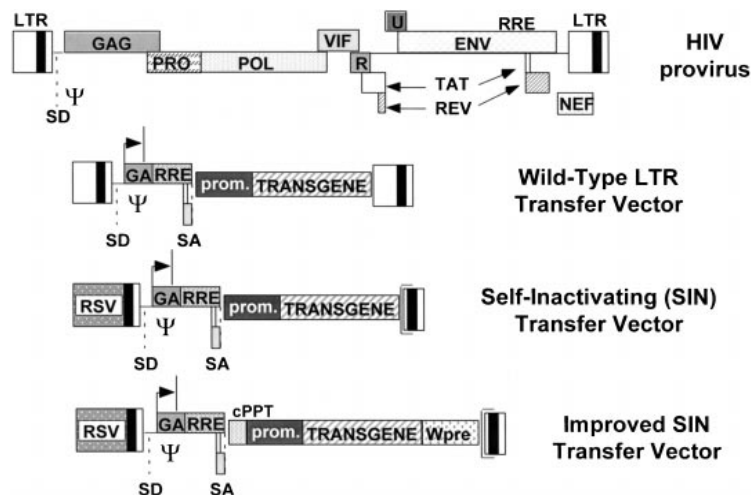 LTR
GAG
PRO
POL
VIF
R
U
ENV
RRE
LTR
TAT
REV
NEF
Ψ
SD
HIV
provirus
GA RRE
prom. TRANSGENE
Ψ
SD
SA
Wild-Type LTR
Transfer Vector
RSV
GA RRE
prom. TRANSGENE
Ψ
SD
SA
Self-Inactivating (SIN)
Transfer Vector
cPPT
RSV
GA RRE
prom. TRANSGENE Wpre
Ψ
SD
SA
Improved SIN
Transfer Vector